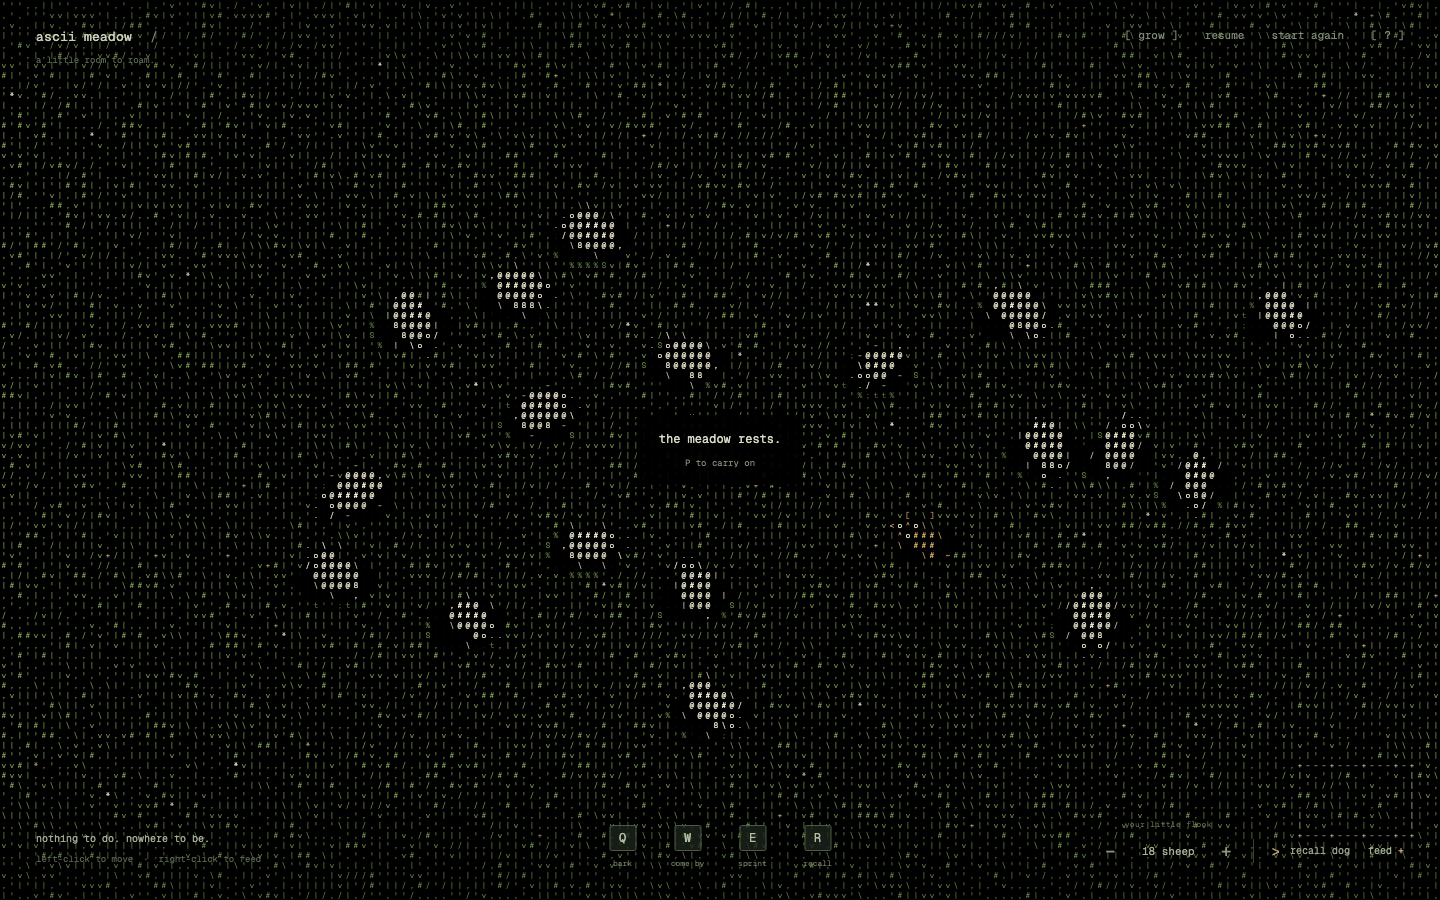 ascii meadow /
a little room to roam.
[ grow ] resume start again [ ? ]
the meadow rests.
P to carry on
nothing to do. nowhere to be.
left-click to move right-click to feed
Q W E R
bark come by sprint recall
your little flock
− 18 sheep + > recall dog feed +